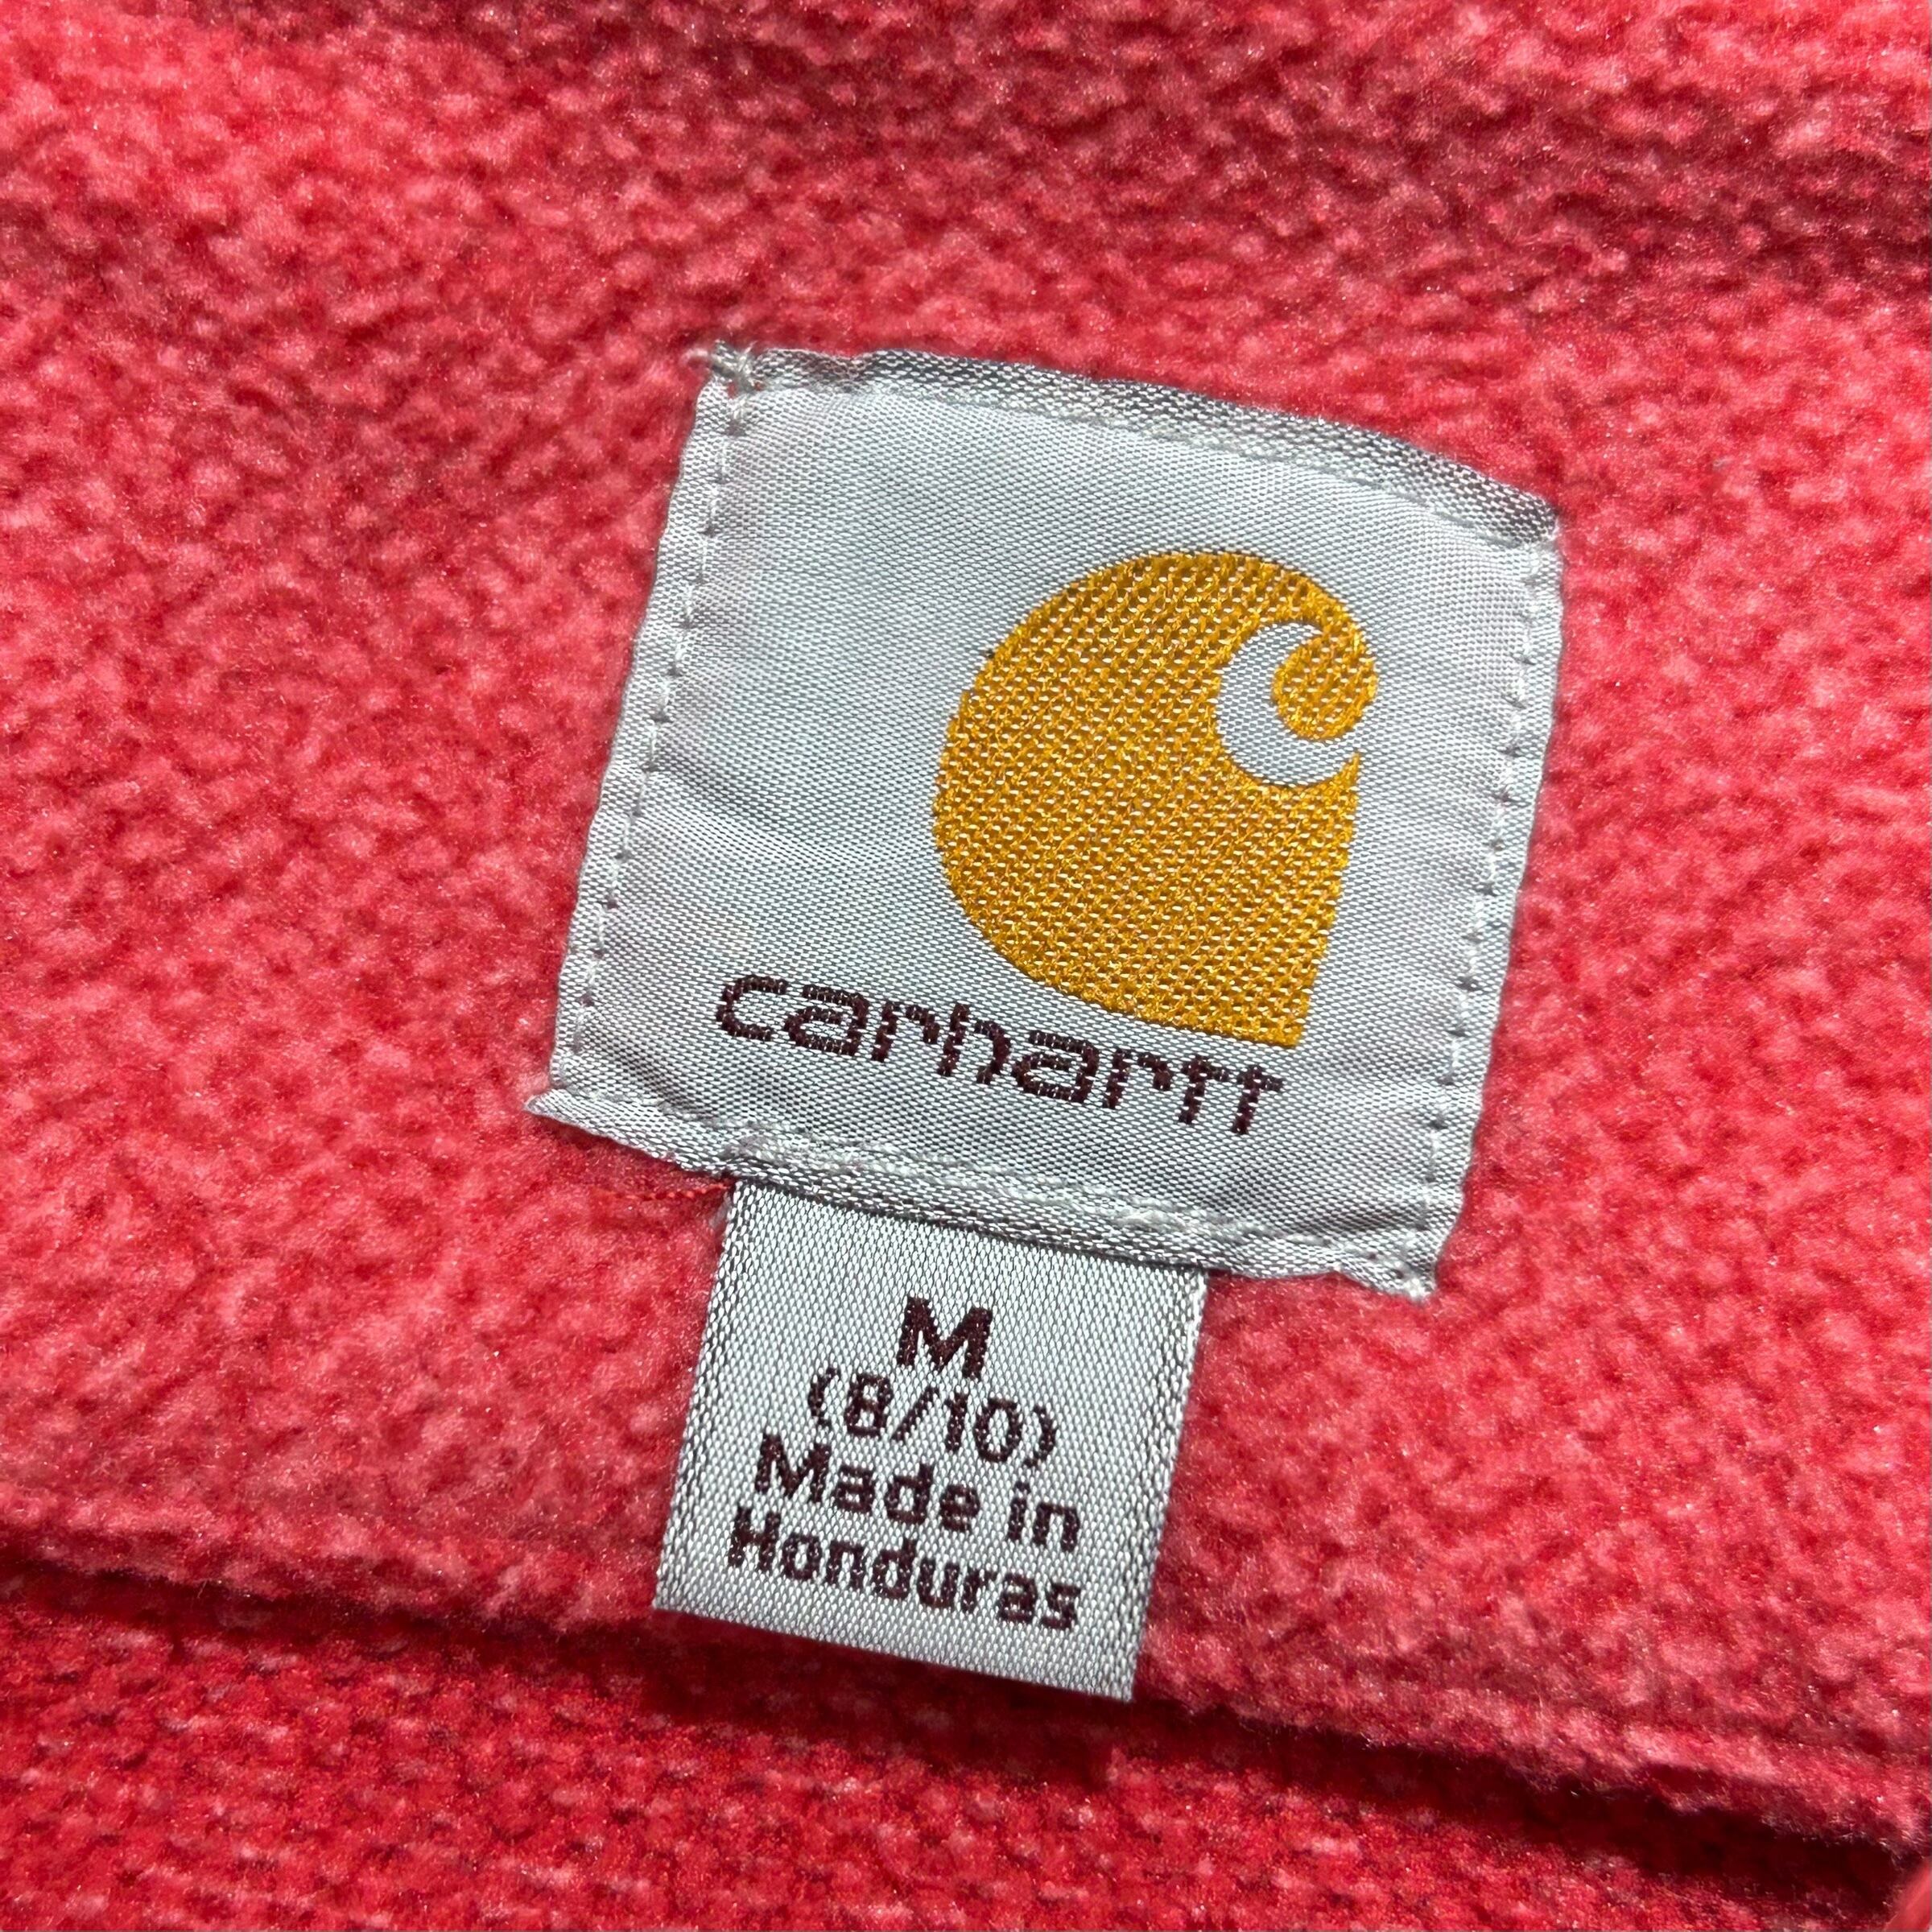 carhartt
M
(8/10)
Made in
Honduras